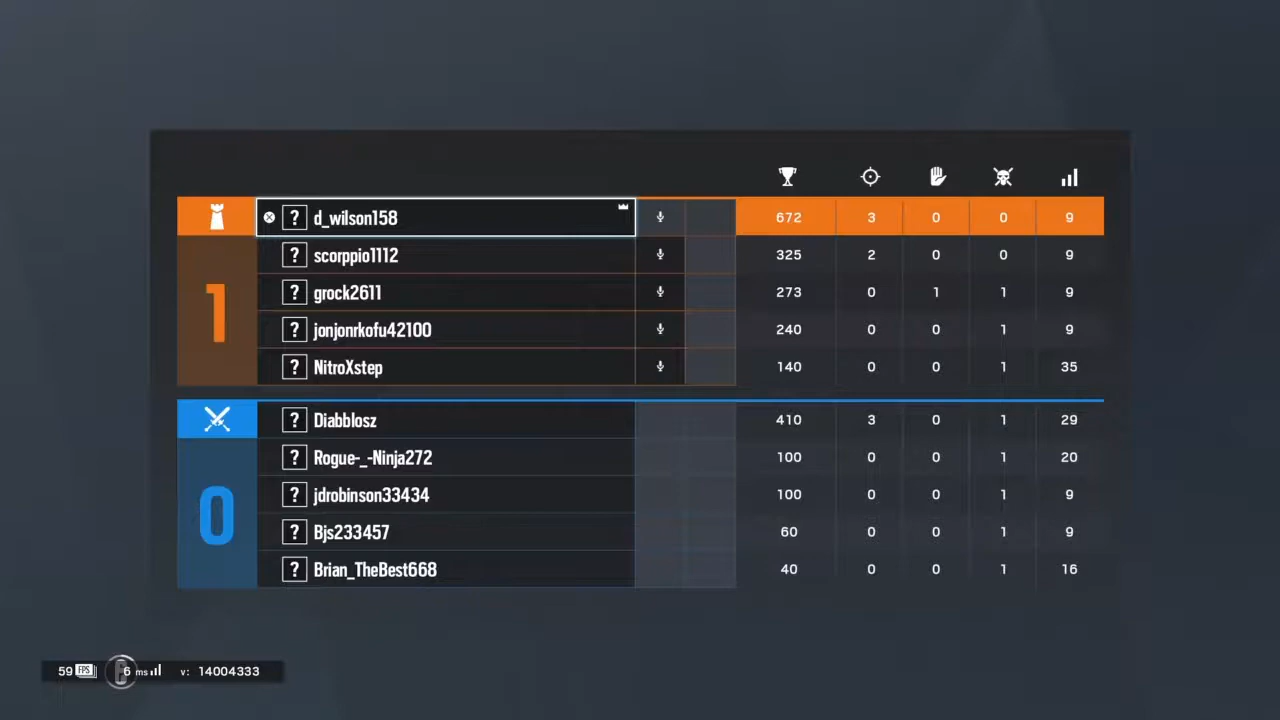 ? d_wilson158 672 3 0 0 9
? scorppio1112 325 2 0 0 9
1
? grock2611 273 0 1 1 9
? jonjonrkofu42100 240 0 0 1 9
? NitroXstep 140 0 0 1 35
? Diabblosz 410 3 0 1 29
? Rogue-_-Ninja272 100 0 0 1 20
? jdrobinson33434 100 0 0 1 9
0
? Bjs233457 60 0 0 1 9
? Brian_TheBest668 40 0 0 1 16
59 FPS 6 ms v: 14004333